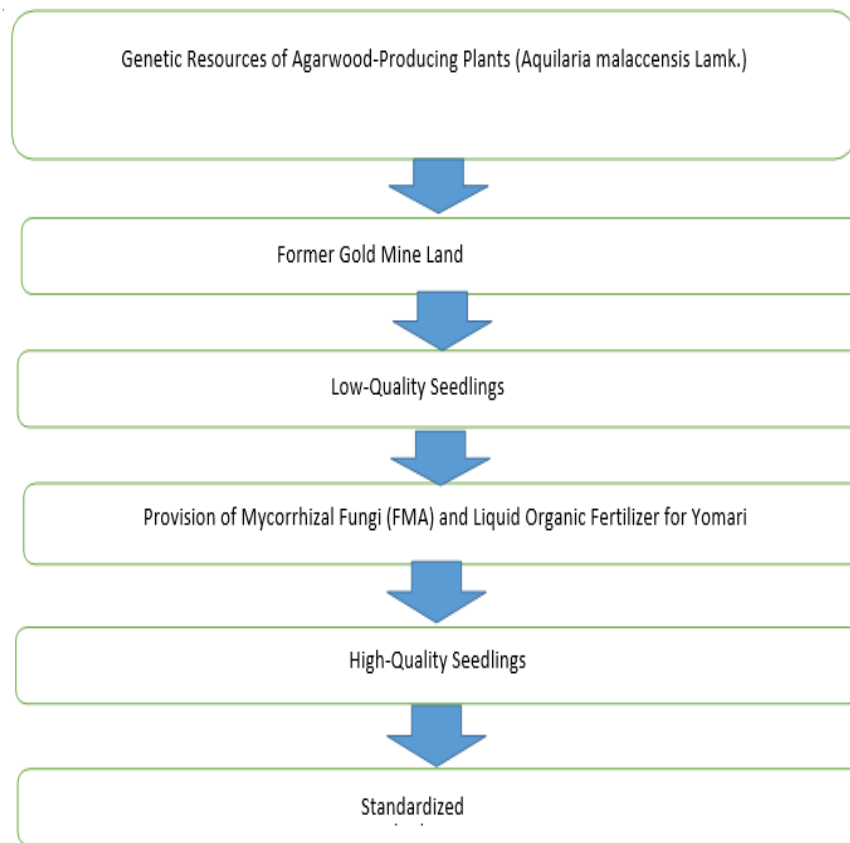 Genetic Resources of Agarwood-Producing Plants (Aquilaria malaccensis Lamk.)
Former Gold Mine Land
Low-Quality Seedlings
Provision of Mycorrhizal Fungi (FMA) and Liquid Organic Fertilizer for Yomari
High-Quality Seedlings
Standardized